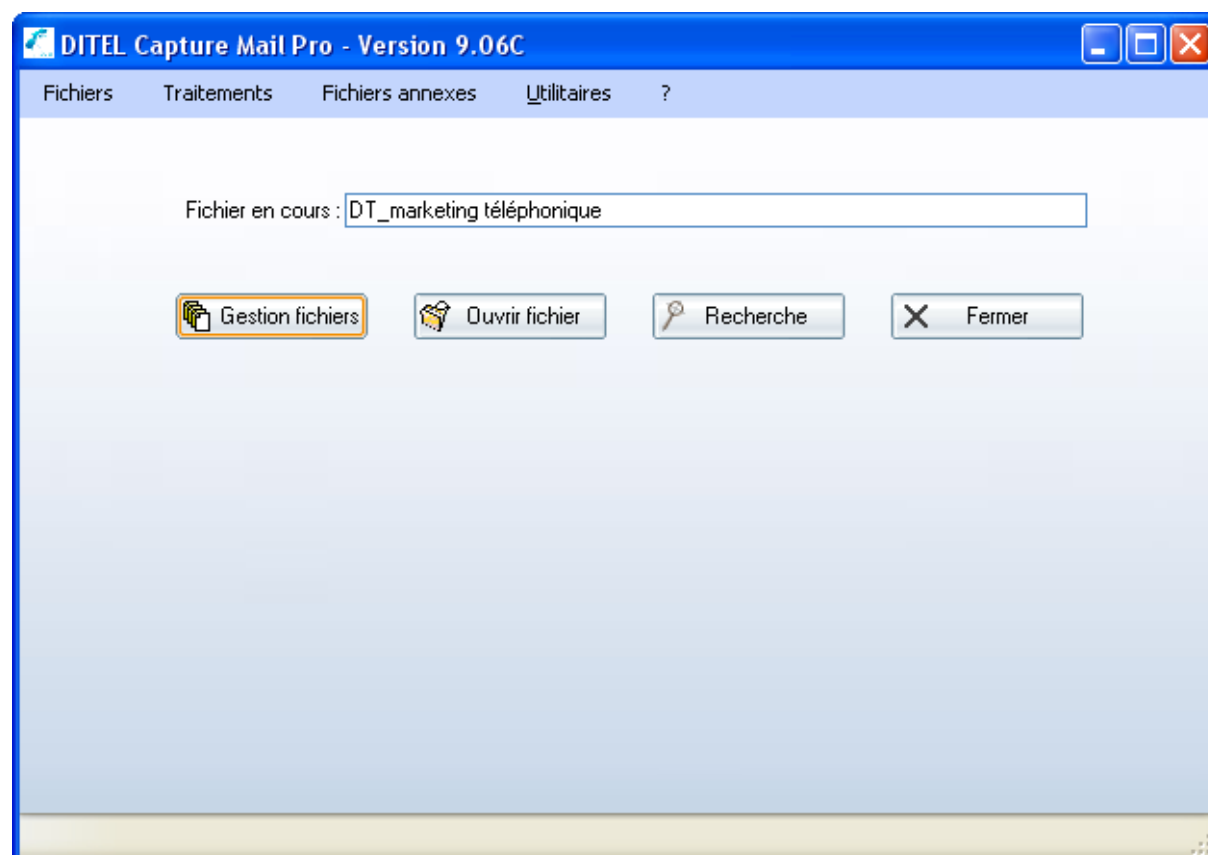 DITEL Capture Mail Pro - Version 9.06C
Fichiers Traitements Fichiers annexes Utilitaires ?
Fichier en cours : DT_marketing téléphonique
Gestion fichiers Ouvrir fichier Recherche Fermer